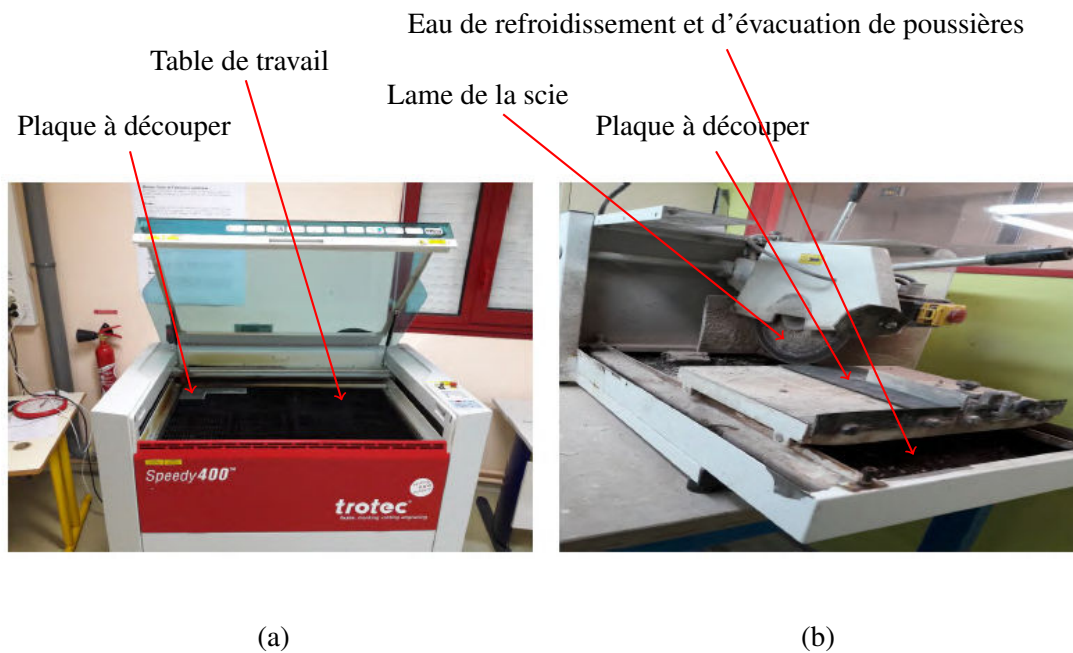 Eau de refroidissement et d’évacuation de poussières
Table de travail
Lame de la scie
Plaque à découper
Plaque à découper
Speedy400™
trotec
(a)
(b)